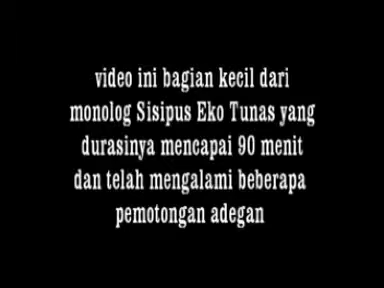 video ini bagian kecil dari
monolog Sisipus Eko Tunas yang
durasinya mencapai 90 menit
dan telah mengalami beberapa
pemotongan adegan